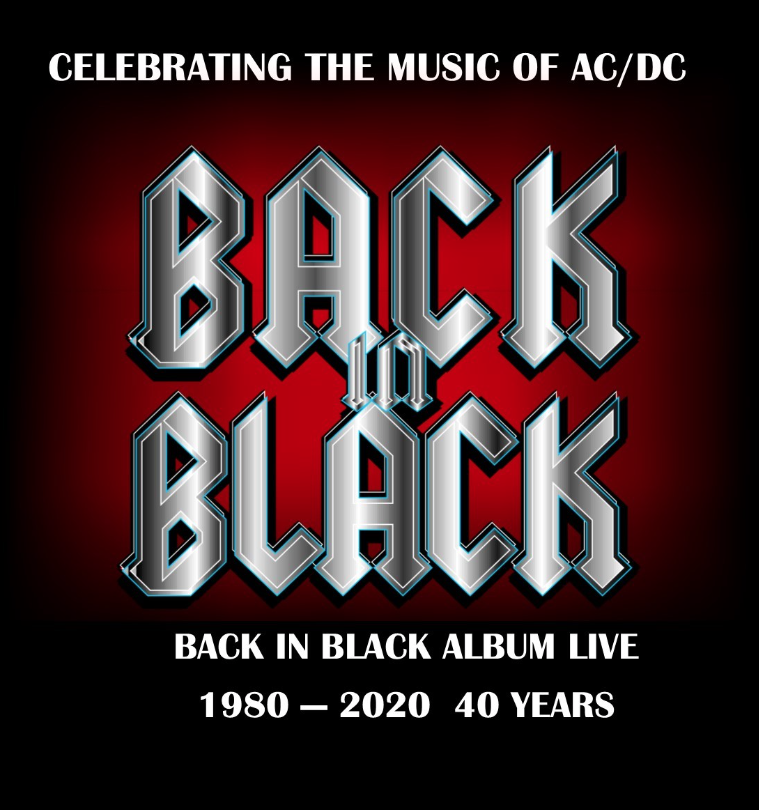 CELEBRATING THE MUSIC OF AC/DC
BACK
in
BLACK
BACK IN BLACK ALBUM LIVE
1980 — 2020 40 YEARS